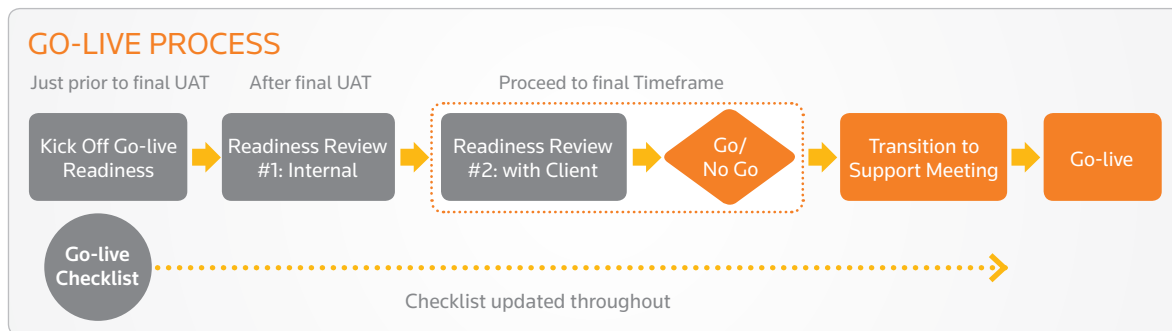 GO-LIVE PROCESS
Just prior to final UAT
After final UAT
Proceed to final Timeframe
Kick Off Go-live
Readiness
Readiness Review
#1: Internal
Readiness Review
#2: with Client
Go/
No Go
Transition to
Support Meeting
Go-live
Go-live
Checklist
Checklist updated throughout